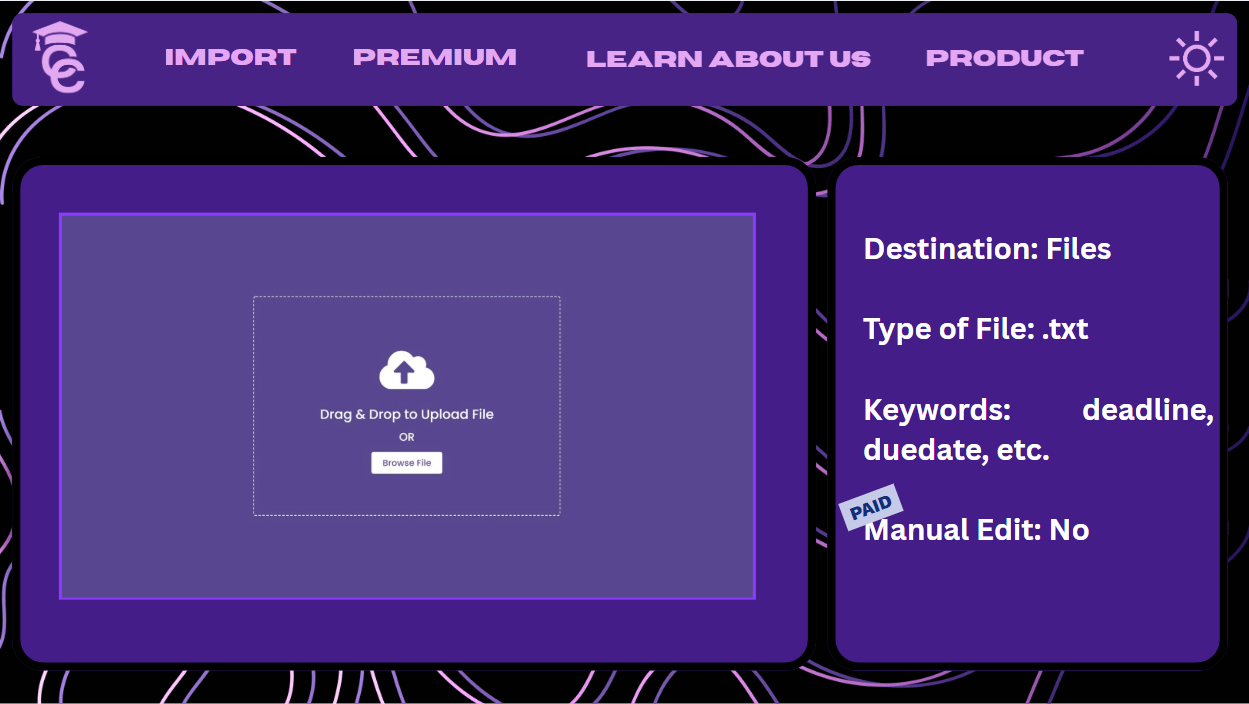 CC
IMPORT
PREMIUM
LEARN ABOUT US
PRODUCT
Drag & Drop to Upload File
OR
Browse File
Destination: Files
Type of File: .txt
Keywords: deadline,
duedate, etc.
PAID
Manual Edit: No